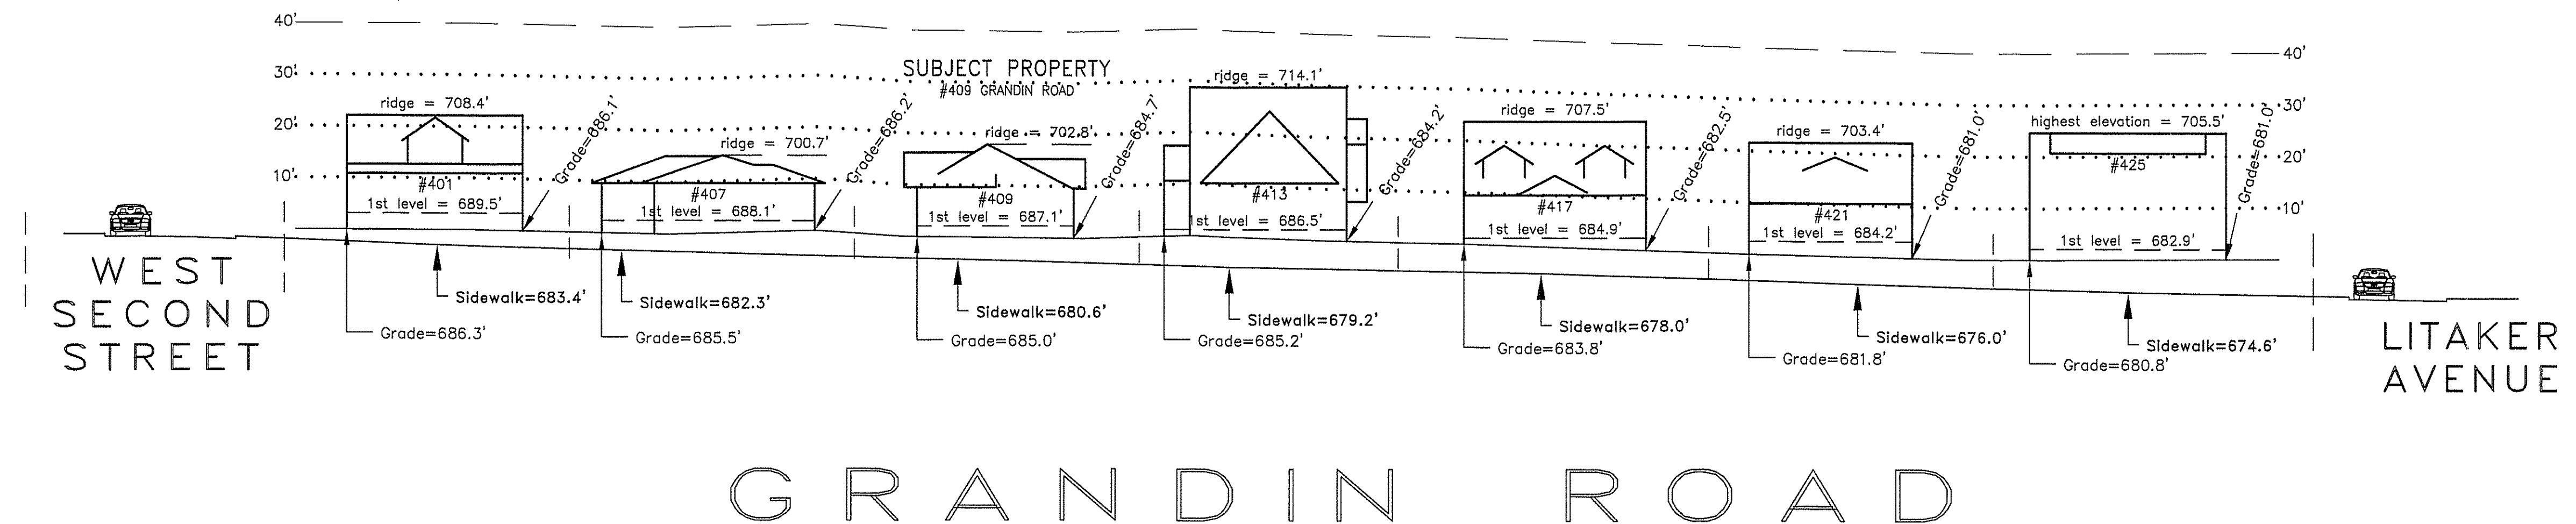 40'
40'
SUBJECT PROPERTY
#409 GRANDIN ROAD
30'
30'
20'
20'
10'
10'
ridge = 708.4'
#401
1st level = 689.5'
Grade=686.1'
ridge = 700.7'
#407
1st level = 688.1'
Grade=686.2'
ridge = 702.8'
#409
1st level = 687.1'
Grade=684.7'
ridge = 714.1'
#413
1st level = 686.5'
Grade=684.2'
ridge = 707.5'
#417
1st level = 684.9'
Grade=682.5'
ridge = 703.4'
#421
1st level = 684.2'
Grade=681.0'
highest elevation = 705.5'
#425
1st level = 682.9'
Grade=681.0'
WEST
SECOND
STREET
Sidewalk=683.4'
Grade=686.3'
Sidewalk=682.3'
Grade=685.5'
Sidewalk=680.6'
Grade=685.0'
Sidewalk=679.2'
Grade=685.2'
Sidewalk=678.0'
Grade=683.8'
Sidewalk=676.0'
Grade=681.8'
Sidewalk=674.6'
Grade=680.8'
LITAKER
AVENUE
GRANDIN ROAD